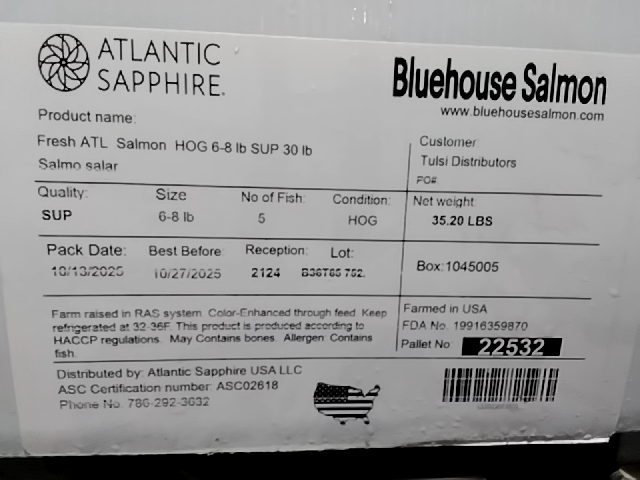 ATLANTIC
SAPPHIRE.
Bluehouse Salmon
www.bluehousesalmon.com
Product name:
Fresh ATL Salmon HOG 6-8 lb SUP 30 lb
Salmo salar
Customer
Tulsi Distributors
PO#
Quality:
SUP
Size
6-8 lb
No of Fish:
5
Condition:
HOG
Net weight
35.20 LBS
Pack Date:
10/13/2025
Best Before
10/27/2025
Reception:
2124
Lot:
Box:1045005
Farm raised in RAS system. Color-Enhanced through feed. Keep
refrigerated at 32-36F. This product is produced according to
HACCP regulations. May Contains bones. Allergen: Contains
fish.
Farmed in USA
FDA No. 19916359870
Pallet No 22532
Distributed by: Atlantic Sapphire USA LLC
ASC Certification number: ASC02618
Phone No. 786-292-3632